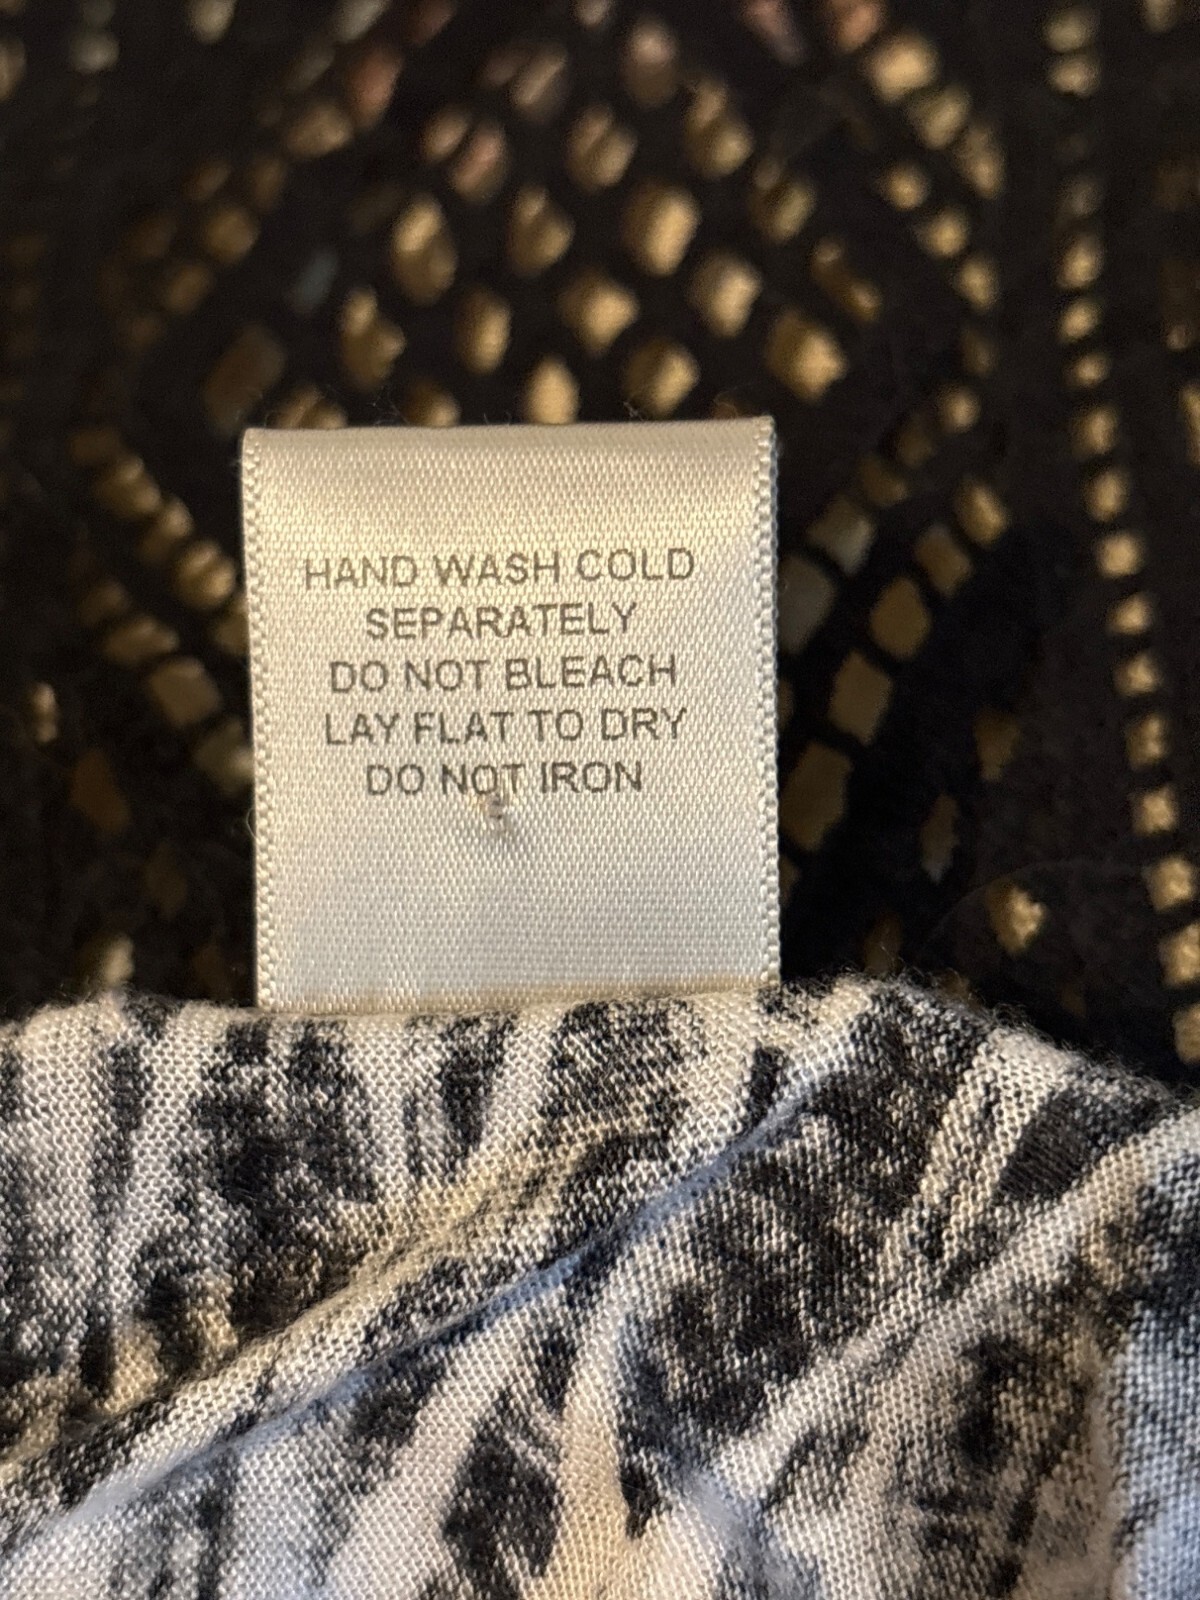 HAND WASH COLD
SEPARATELY
DO NOT BLEACH
LAY FLAT TO DRY
DO NOT IRON